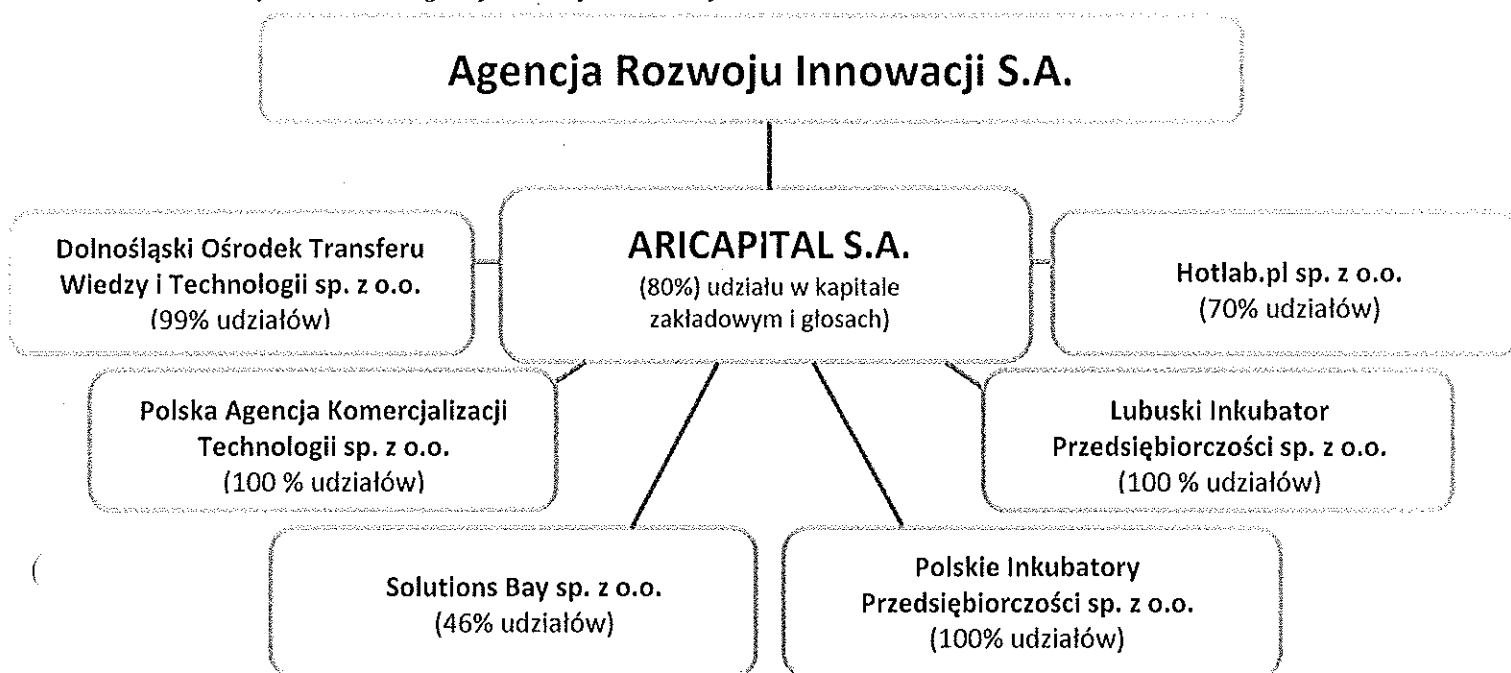 Agencja Rozwoju Innowacji S.A.
ARICAPITAL S.A.
(80%) udziału w kapitale
zakładowym i głosach)
Dolnośląski Ośrodek Transferu
Wiedzy i Technologii sp. z o.o.
(99% udziałów)
Hotlab.pl sp. z o.o.
(70% udziałów)
Polska Agencja Komercjalizacji
Technologii sp. z o.o.
(100 % udziałów)
Lubuski Inkubator
Przedsiębiorczości sp. z o.o.
(100 % udziałów)
Solutions Bay sp. z o.o.
(46% udziałów)
Polskie Inkubatory
Przedsiębiorczości sp. z o.o.
(100% udziałów)